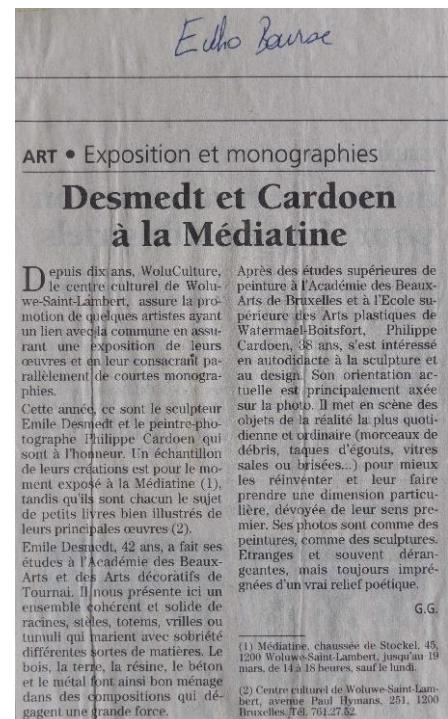 Echo Bourse
ART • Exposition et monographies
Desmedt et Cardoen
à la Médiatine
Depuis dix ans, WoluCulture,
le centre culturel de Wolu-
we-Saint-Lambert, assure la pro-
motion de quelques artistes ayant
un lien avec la commune en assu-
rant une exposition de leurs
œuvres et en leur consacrant pa-
rallèlement de courtes monogra-
phies.
Cette année, ce sont le sculpteur
Emile Desmedt et le peintre-pho-
tographe Philippe Cardoen qui
sont à l'honneur. Un échantillon
de leurs créations est pour le mo-
ment exposé à la Médiatine (1),
tandis qu'ils sont chacun le sujet
de petits livres bien illustrés de
leurs principales œuvres (2).
Emile Desmedt, 42 ans, a fait ses
études à l'Académie des Beaux-
Arts et des Arts décoratifs de
Tournai. Il nous présente ici un
ensemble cohérent et solide de
racines, stèles, totems, vrilles ou
tumuli qui marient avec sobriété
différentes sortes de matières. Le
bois, la terre, la résine, le béton
et le métal font ainsi bon ménage
dans des compositions qui dé-
gagent une grande force.
Après des études supérieures de
peinture à l'Académie des Beaux-
Arts de Bruxelles et à l'Ecole su-
périeure des Arts plastiques de
Watermael-Boitsfort, Philippe
Cardoen, 38 ans, s'est intéressé
en autodidacte à la sculpture et
au design. Son orientation ac-
tuelle est principalement axée
sur la photo. Il met en scène des
objets de la réalité la plus quoti-
dienne et ordinaire (morceaux de
débris, taques d'égouts, vitres
sales ou brisées...) pour mieux
les réinventer et leur faire
prendre une dimension particu-
lière, dévoyée de leur sens pre-
mier. Ses photos sont comme des
peintures, comme des sculptures.
Etranges et souvent déran-
geantes, mais toujours impré-
gnées d'un vrai relief poétique.
G.G.
(1) Médiatine, chaussée de Stockel, 45,
1200 Woluwe-Saint-Lambert, jusqu'au 19
mars, de 14 à 18 heures, sauf le lundi.
(2) Centre culturel de Woluwe-Saint-Lam-
bert, avenue Paul Hymans, 251, 1200
Bruxelles. Tél. 761.27.52